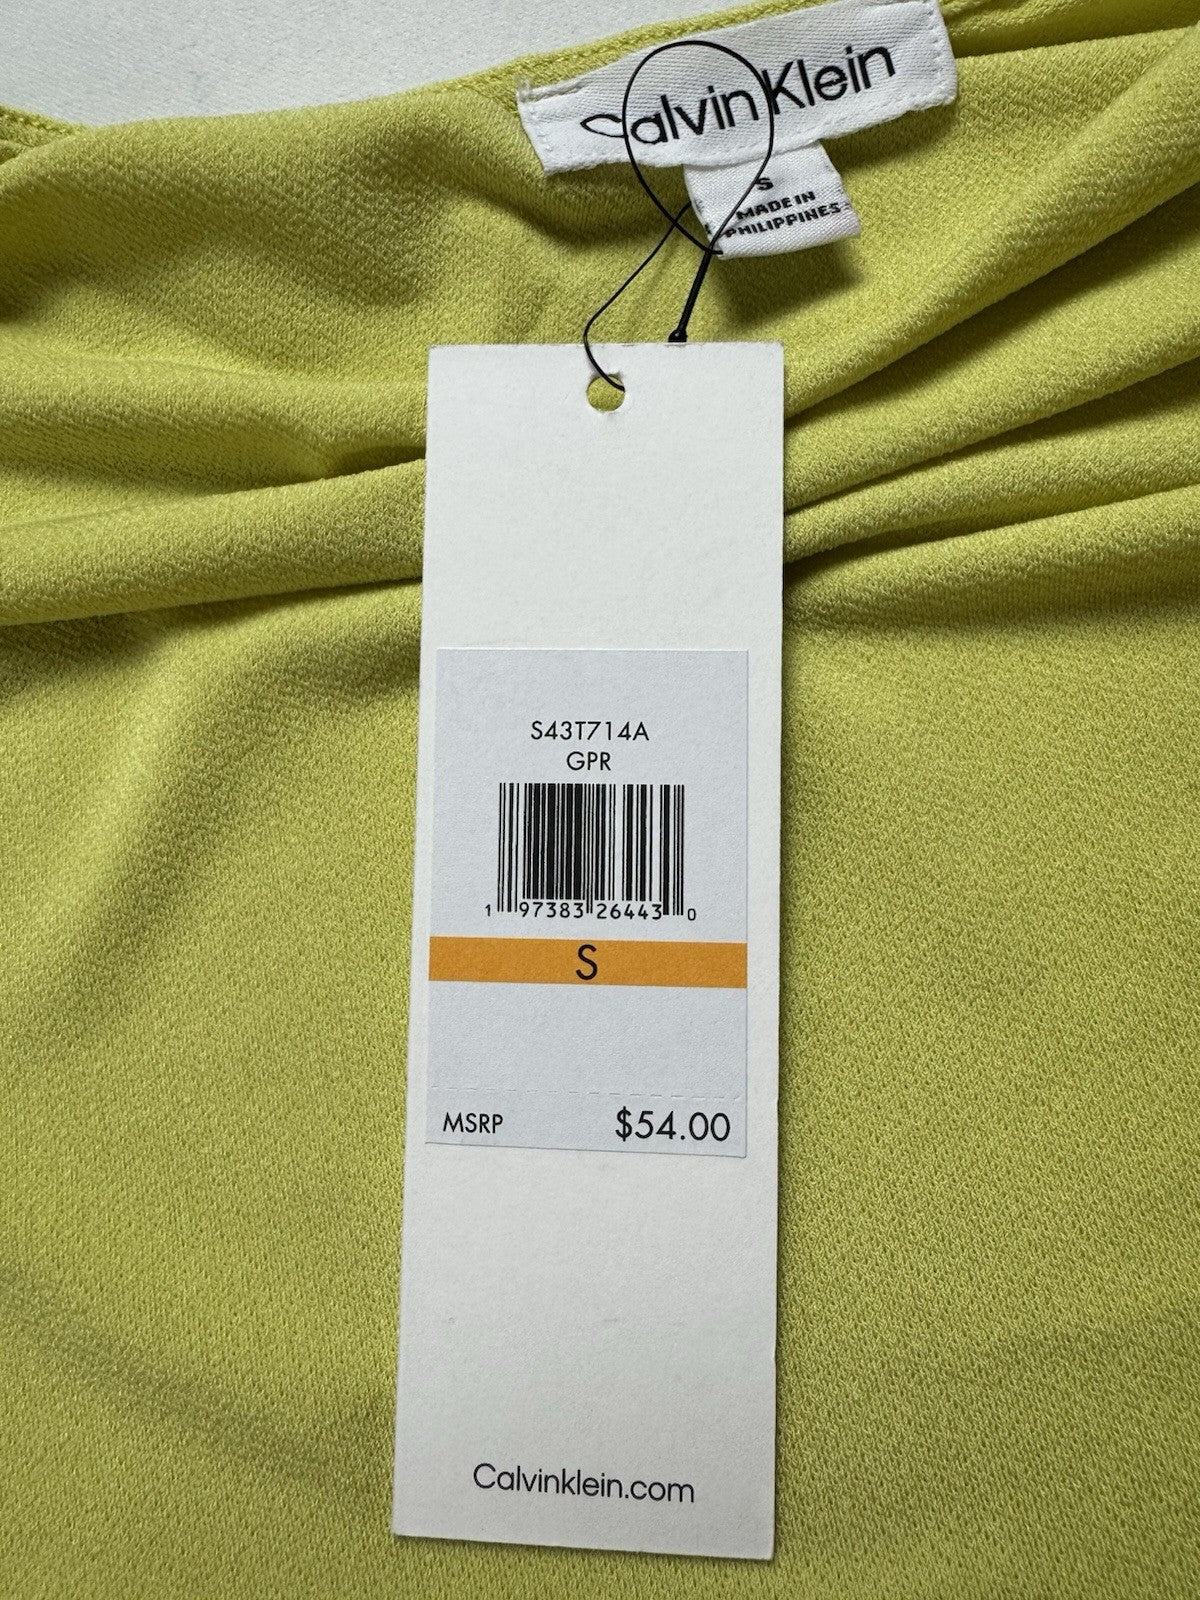 Calvin Klein
S
MADE IN
PHILIPPINES
S43T714A
GPR
1 97383 26443 0
S
MSRP $54.00
Calvinklein.com